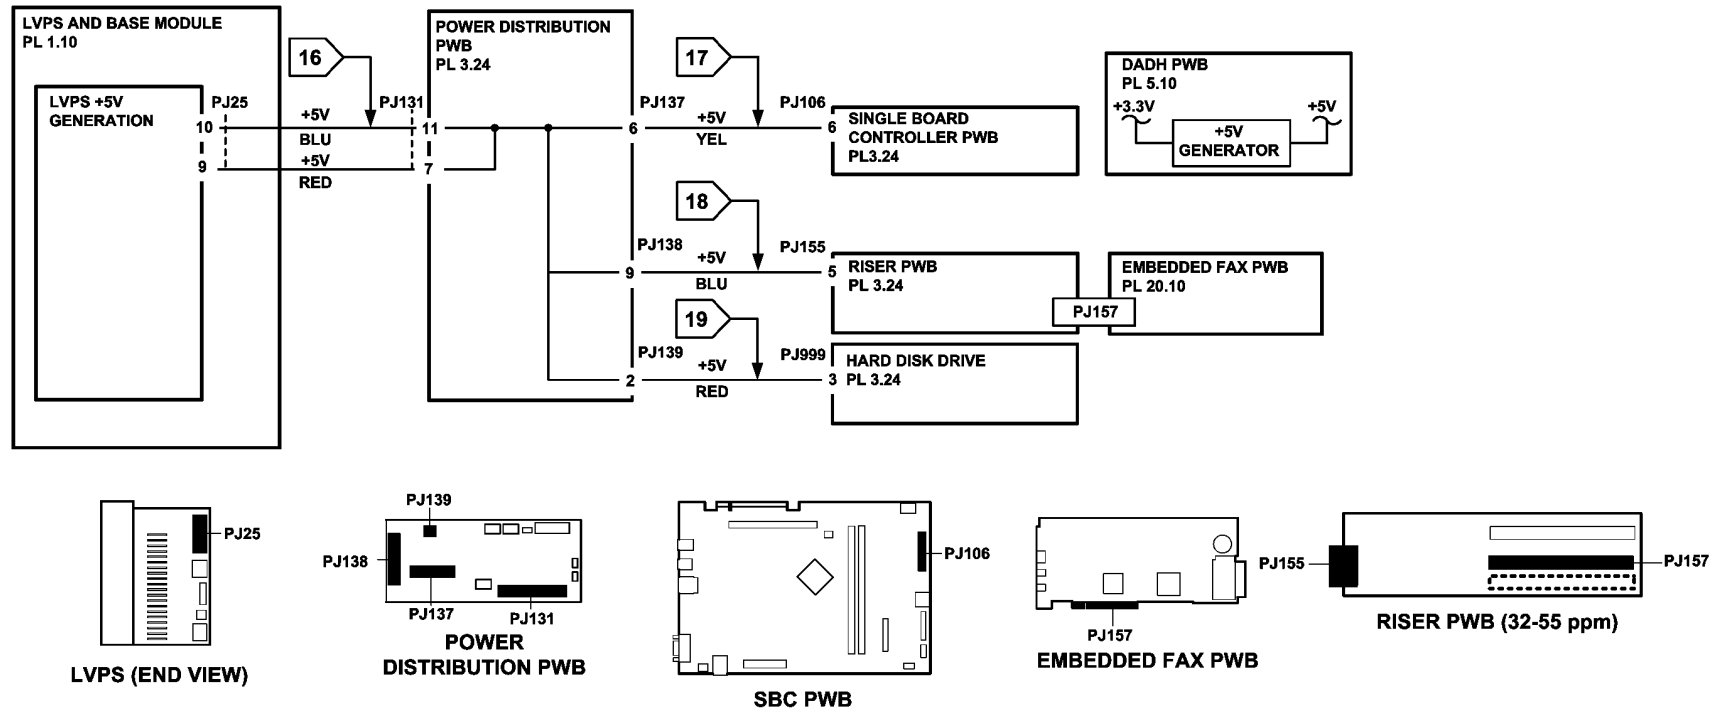 LVPS AND BASE MODULE
PL 1.10
LVPS +5V
GENERATION
PJ25
10
9
16
+5V
BLU
+5V
RED
PJ131
11
7
POWER DISTRIBUTION
PWB
PL 3.24
PJ137
6
17
+5V
YEL
PJ106
6
SINGLE BOARD
CONTROLLER PWB
PL3.24
DADH PWB
PL 5.10
+3.3V
+5V
+5V
GENERATOR
PJ138
9
18
+5V
BLU
PJ155
5
RISER PWB
PL 3.24
PJ157
EMBEDDED FAX PWB
PL 20.10
PJ139
2
19
+5V
RED
PJ999
3
HARD DISK DRIVE
PL 3.24
PJ25
LVPS (END VIEW)
PJ139
PJ138
PJ137
PJ131
POWER
DISTRIBUTION PWB
PJ106
SBC PWB
PJ157
EMBEDDED FAX PWB
PJ155
PJ157
RISER PWB (32-55 ppm)